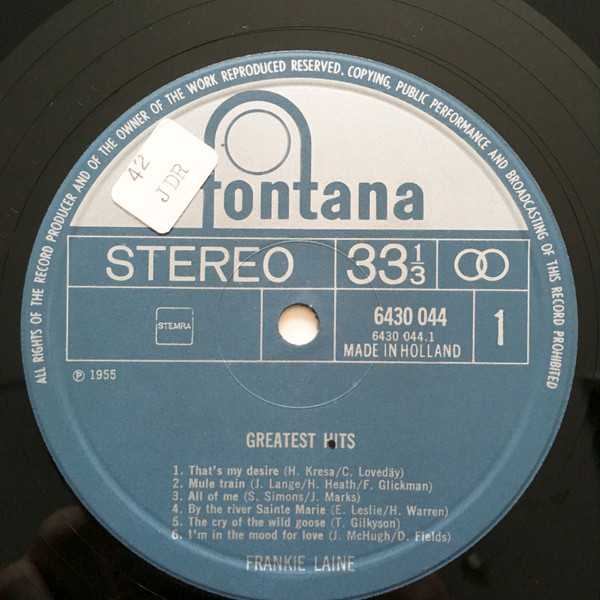 ALL RIGHTS OF THE RECORD PRODUCER AND OF THE OWNER OF THE WORK REPRODUCED RESERVED. COPYING, PUBLIC PERFORMANCE AND BROADCASTING OF THIS RECORD PROHIBITED
42
JDR
fontana
STEREO 33 1/3
STEMRA
6430 044
6430 044.1
MADE IN HOLLAND
1
℗ 1955
GREATEST HITS
1. That's my desire (H. Kresa/C. Loveday)
2. Mule train (J. Lange/H. Heath/F. Glickman)
3. All of me (S. Simons/J. Marks)
4. By the river Sainte Marie (E. Leslie/H. Warren)
5. The cry of the wild goose (T. Gilkyson)
6. I'm in the mood for love (J. McHugh/D. Fields)
FRANKIE LAINE